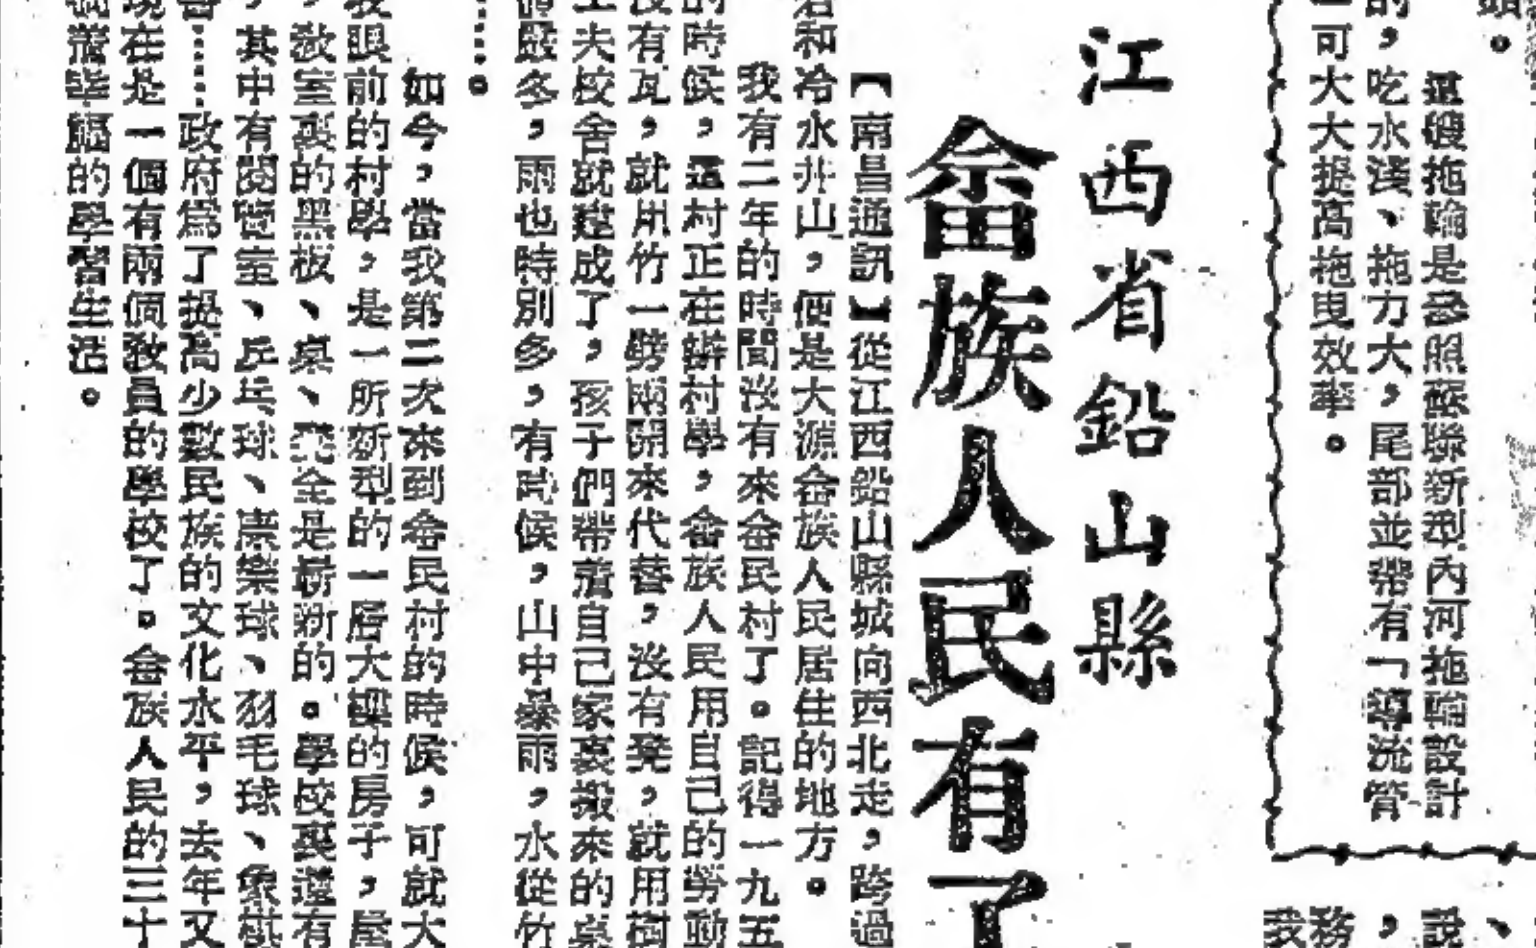 頭。
這艘拖輪是參照蘇聯新型內河拖輪設計
的，吃水淺、拖力大，尾部並帶有「導流管
可大大提高拖曳效率。
說、
務，
我
江西省鉛山縣
畲族人民有了
【南昌通訊】從江西鉛山縣城向西北走，跨過
和冷水井山，便是大源畲族人民居住的地方。
我有二年的時間沒有來畲民村了。記得一九五
的時候，這村正在辦村學，畲族人民用自己的勞動
沒有瓦，就用竹一劈兩開來代替，沒有凳，就用樹
工夫校舍就建成了，孩子們帶着自己家裏搬來的桌
嚴冬，雨也時別多，有時候，山中暴雨，水從竹
……。
如今，當我第二次來到畲民村的時候，可就大
我眼前的村學，是一所新型的一層大樓的房子，屋
，敎室裏的黑板、桌、凳全是嶄新的。學校裏還有
，其中有閱覽室、乒乓球、康樂球、羽毛球、象棋
……政府爲了提高少數民族的文化水平，去年又
現在是一個有兩個敎員的學校了。畲族人民的三十
的學習生活。